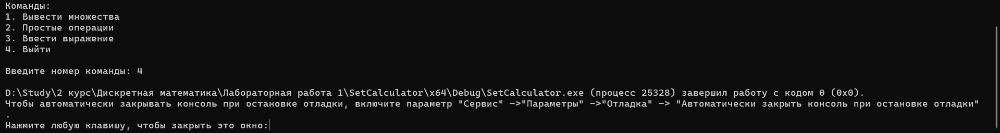 Команды:
1. Вывести множества
2. Простые операции
3. Ввести выражение
4. Выйти
Введите номер команды: 4
D:\Study\2 курс\Дискретная математика\Лабораторная работа 1\SetCalculator\x64\Debug\SetCalculator.exe (процесс 25328) завершил работу с кодом 0 (0x0).
Чтобы автоматически закрывать консоль при остановке отладки, включите параметр "Сервис" ->"Параметры" ->"Отладка" -> "Автоматически закрыть консоль при остановке отладки"
.
Нажмите любую клавишу, чтобы закрыть это окно: